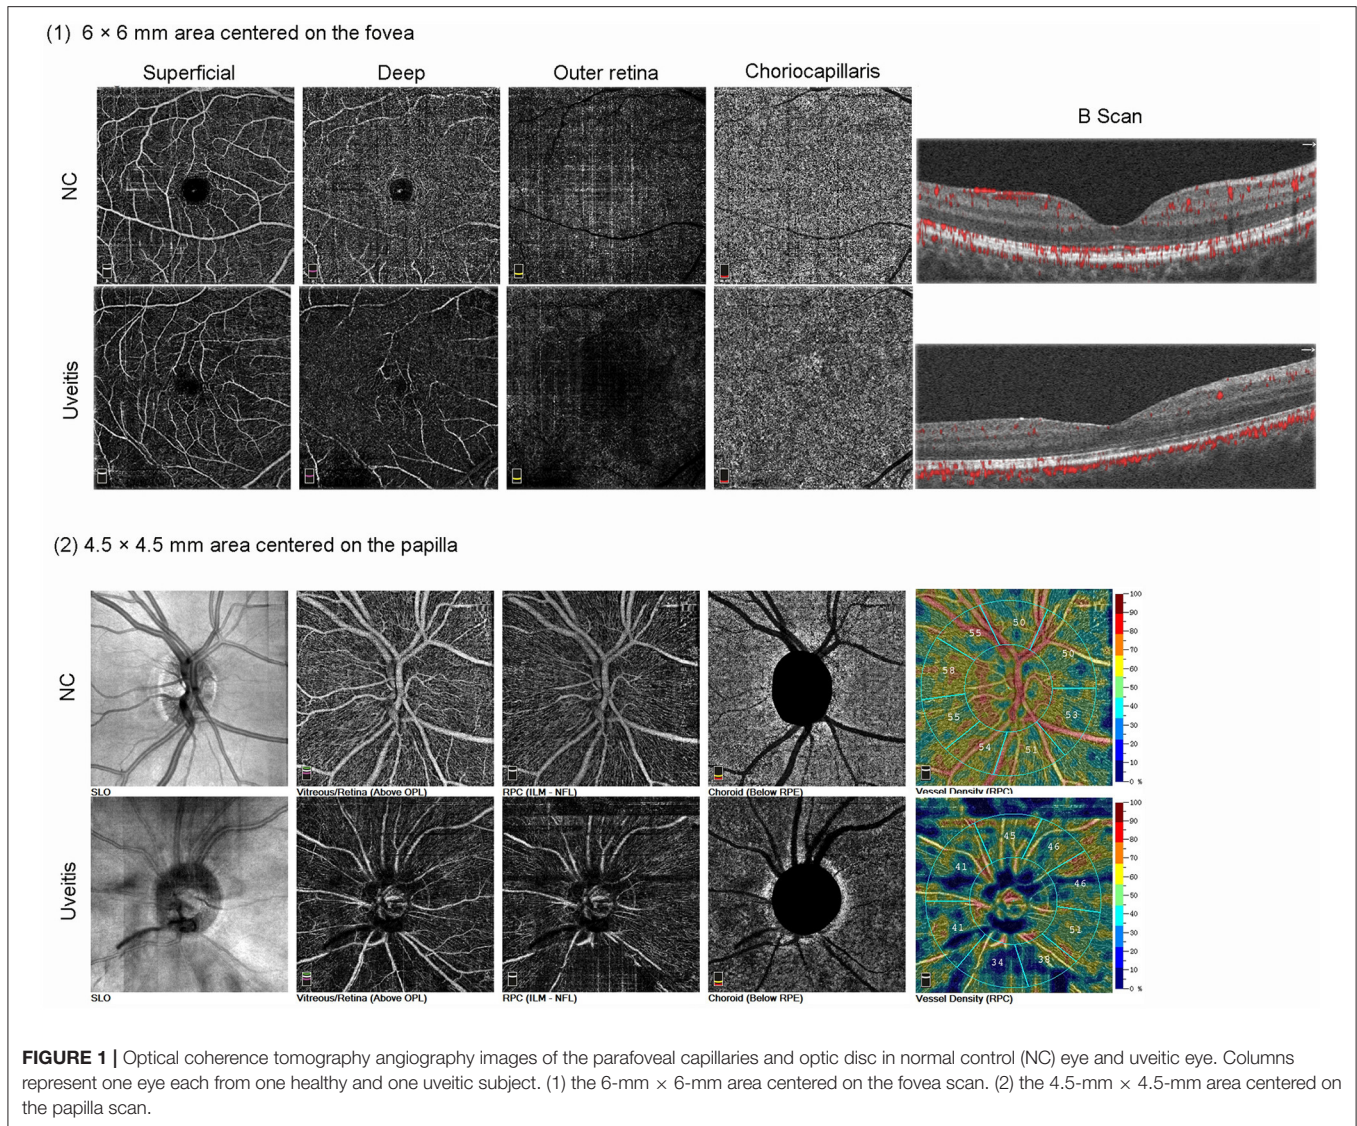 (1) 6 × 6 mm area centered on the fovea
Superficial Deep Outer retina Choriocapillaris
B Scan
NC
Uveitis
(2) 4.5 × 4.5 mm area centered on the papilla
NC
55 50 50 58 53 55 54 51
100
90
80
70
60
50
40
30
20
10
0 %
SLO Vitreous/Retina (Above OPL) RPC (ILM - NFL) Choroid (Below RPE) Vessel Density (RPC)
Uveitis
45 46 41 46 51 41 34 38
100
90
80
70
60
50
40
30
20
10
0 %
SLO Vitreous/Retina (Above OPL) RPC (ILM - NFL) Choroid (Below RPE) Vessel Density (RPC)
FIGURE 1 | Optical coherence tomography angiography images of the parafoveal capillaries and optic disc in normal control (NC) eye and uveitic eye. Columns
represent one eye each from one healthy and one uveitic subject. (1) the 6-mm × 6-mm area centered on the fovea scan. (2) the 4.5-mm × 4.5-mm area centered on
the papilla scan.